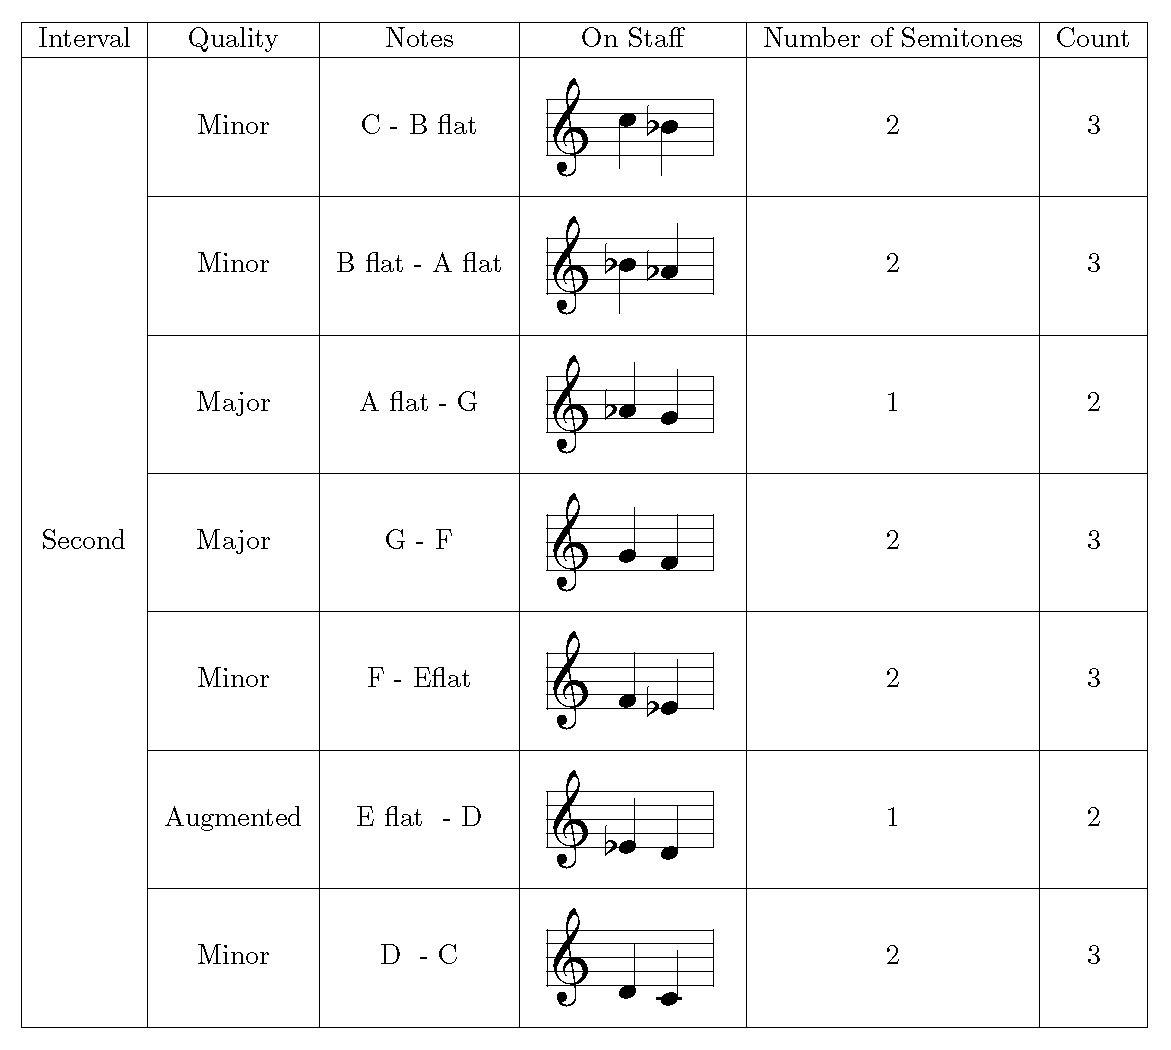 Interval Quality Notes On Staff Number of Semitones Count
Minor C - B flat 2 3
Minor B flat - A flat 2 3
Major A flat - G 1 2
Second Major G - F 2 3
Minor F - Eflat 2 3
Augmented E flat - D 1 2
Minor D - C 2 3